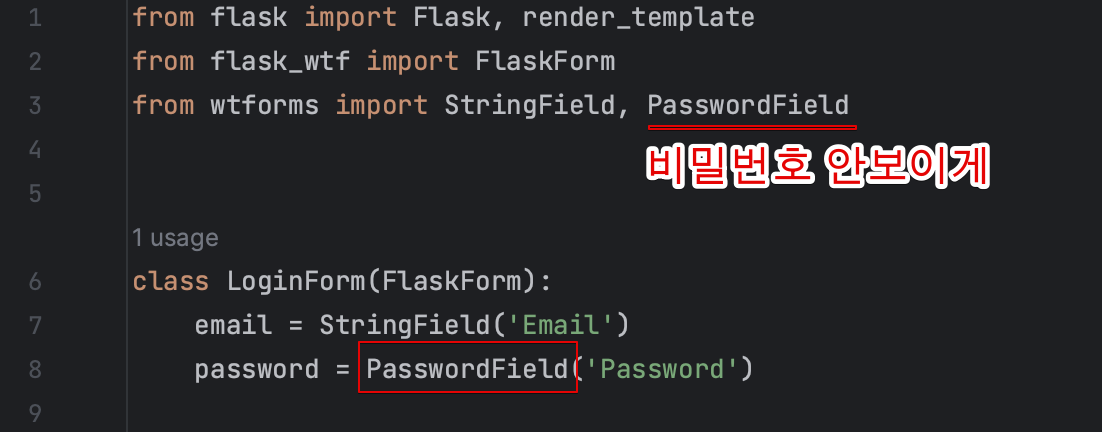 1 from flask import Flask, render_template
2 from flask_wtf import FlaskForm
3 from wtforms import StringField, PasswordField
4 비밀번호 안보이게
5
1 usage
6 class LoginForm(FlaskForm):
7     email = StringField('Email')
8     password = PasswordField('Password')
9